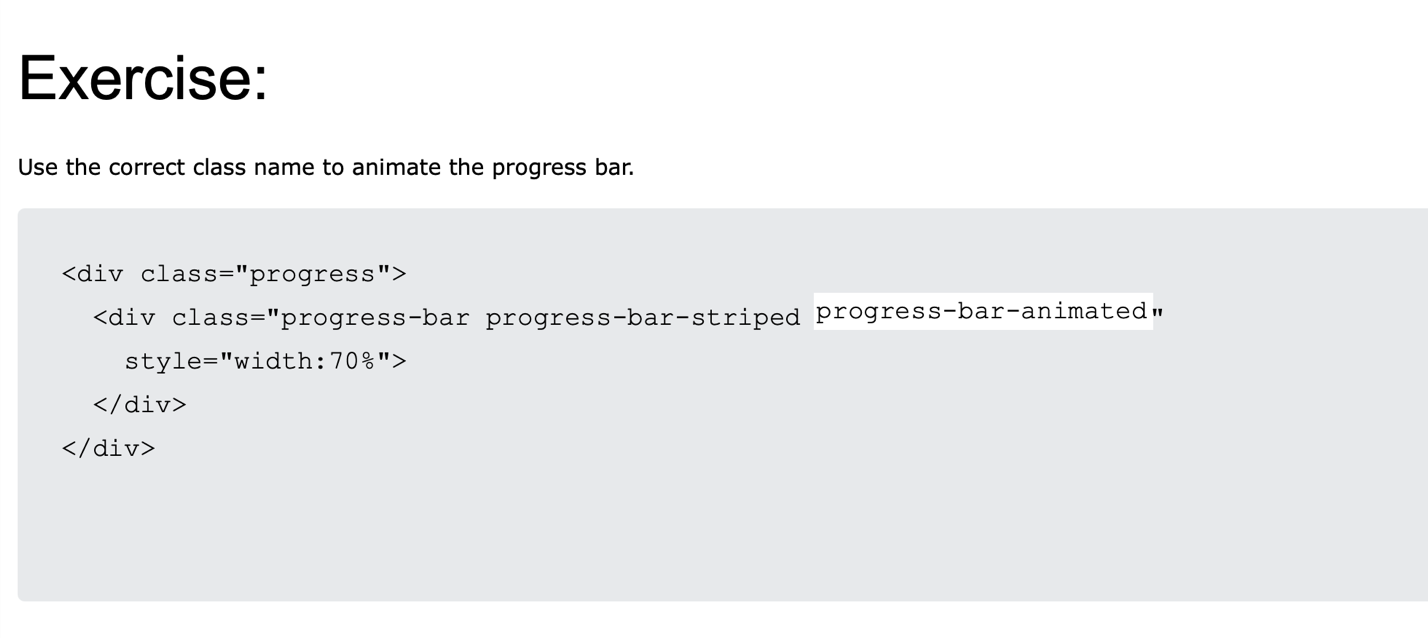 Exercise:
Use the correct class name to animate the progress bar.
<div class="progress">
<div class="progress-bar progress-bar-striped progress-bar-animated"
style="width:70%">
</div>
</div>